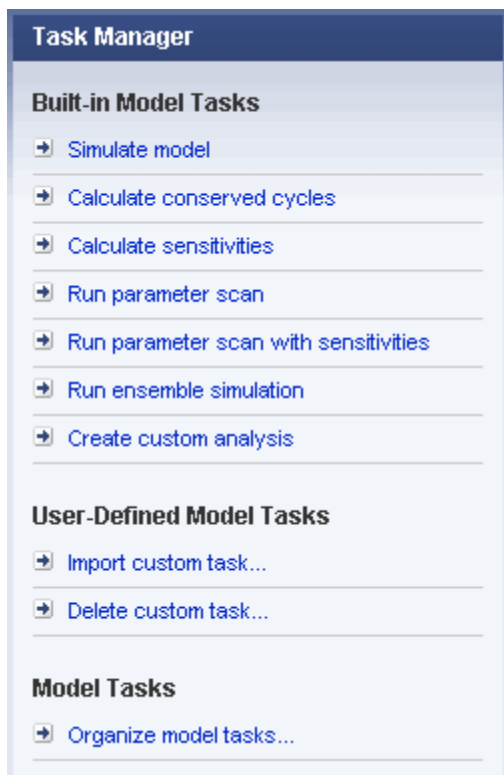 Task Manager
Built-in Model Tasks
Simulate model
Calculate conserved cycles
Calculate sensitivities
Run parameter scan
Run parameter scan with sensitivities
Run ensemble simulation
Create custom analysis
User-Defined Model Tasks
Import custom task...
Delete custom task...
Model Tasks
Organize model tasks...